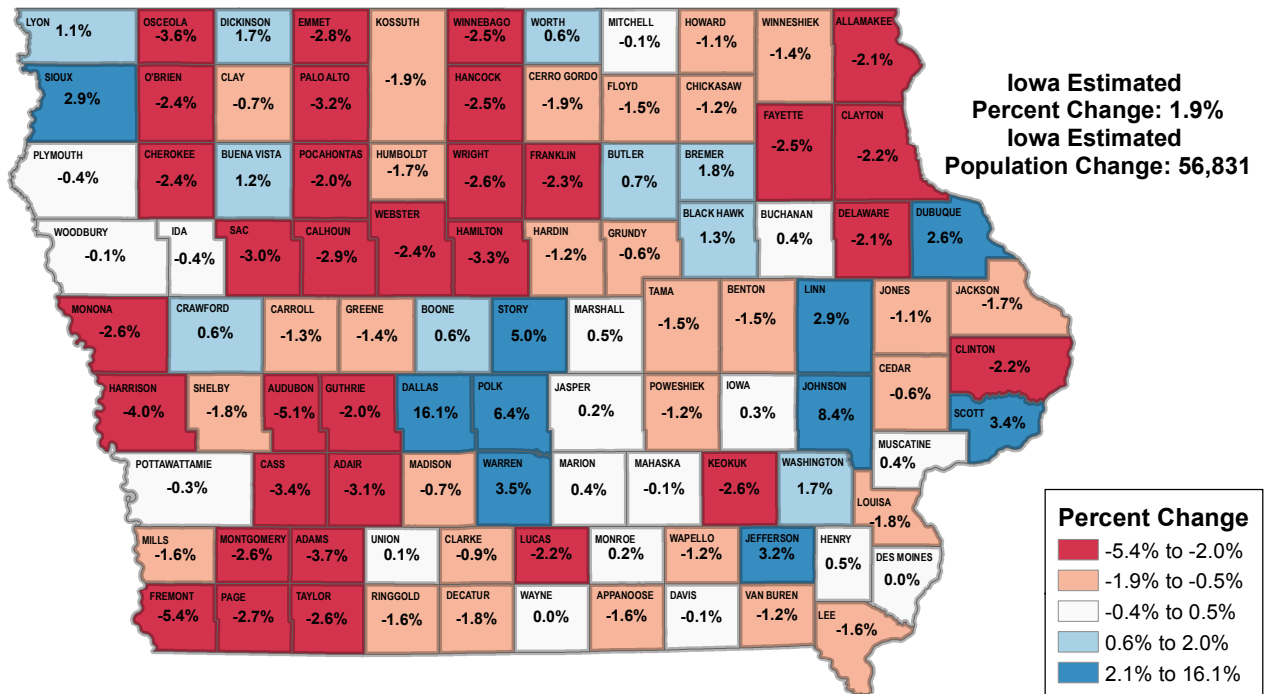 LYON
1.1%
OSCEOLA
-3.6%
DICKINSON
1.7%
EMMET
-2.8%
KOSSUTH
-1.9%
WINNEBAGO
-2.5%
WORTH
0.6%
MITCHELL
-0.1%
HOWARD
-1.1%
WINNESHIEK
-1.4%
ALLAMAKEE
-2.1%
SIOUX
2.9%
O'BRIEN
-2.4%
CLAY
-0.7%
PALO ALTO
-3.2%
HANCOCK
-2.5%
CERRO GORDO
-1.9%
FLOYD
-1.5%
CHICKASAW
-1.2%
FAYETTE
-2.5%
CLAYTON
-2.2%
Iowa Estimated
Percent Change: 1.9%
Iowa Estimated
Population Change: 56,831
PLYMOUTH
-0.4%
CHEROKEE
-2.4%
BUENA VISTA
1.2%
POCAHONTAS
-2.0%
HUMBOLDT
-1.7%
WRIGHT
-2.6%
FRANKLIN
-2.3%
BUTLER
0.7%
BREMER
1.8%
WOODBURY
-0.1%
IDA
-0.4%
SAC
-3.0%
CALHOUN
-2.9%
WEBSTER
-2.4%
HAMILTON
-3.3%
HARDIN
-1.2%
GRUNDY
-0.6%
BLACK HAWK
1.3%
BUCHANAN
0.4%
DELAWARE
-2.1%
DUBUQUE
2.6%
MONONA
-2.6%
CRAWFORD
0.6%
CARROLL
-1.3%
GREENE
-1.4%
BOONE
0.6%
STORY
5.0%
MARSHALL
0.5%
TAMA
-1.5%
BENTON
-1.5%
LINN
2.9%
JONES
-1.1%
JACKSON
-1.7%
CLINTON
-2.2%
HARRISON
-4.0%
SHELBY
-1.8%
AUDUBON
-5.1%
GUTHRIE
-2.0%
DALLAS
16.1%
POLK
6.4%
JASPER
0.2%
POWESHIEK
-1.2%
IOWA
0.3%
JOHNSON
8.4%
CEDAR
-0.6%
SCOTT
3.4%
MUSCATINE
0.4%
POTTAWATTAMIE
-0.3%
CASS
-3.4%
ADAIR
-3.1%
MADISON
-0.7%
WARREN
3.5%
MARION
0.4%
MAHASKA
-0.1%
KEOKUK
-2.6%
WASHINGTON
1.7%
LOUISA
-1.8%
MILLS
-1.6%
MONTGOMERY
-2.6%
ADAMS
-3.7%
UNION
0.1%
CLARKE
-0.9%
LUCAS
-2.2%
MONROE
0.2%
WAPELLO
-1.2%
JEFFERSON
3.2%
HENRY
0.5%
DES MOINES
0.0%
FREMONT
-5.4%
PAGE
-2.7%
TAYLOR
-2.6%
RINGGOLD
-1.6%
DECATUR
-1.8%
WAYNE
0.0%
APPANOOSE
-1.6%
DAVIS
-0.1%
VAN BUREN
-1.2%
LEE
-1.6%
Percent Change
-5.4% to -2.0%
-1.9% to -0.5%
-0.4% to 0.5%
0.6% to 2.0%
2.1% to 16.1%